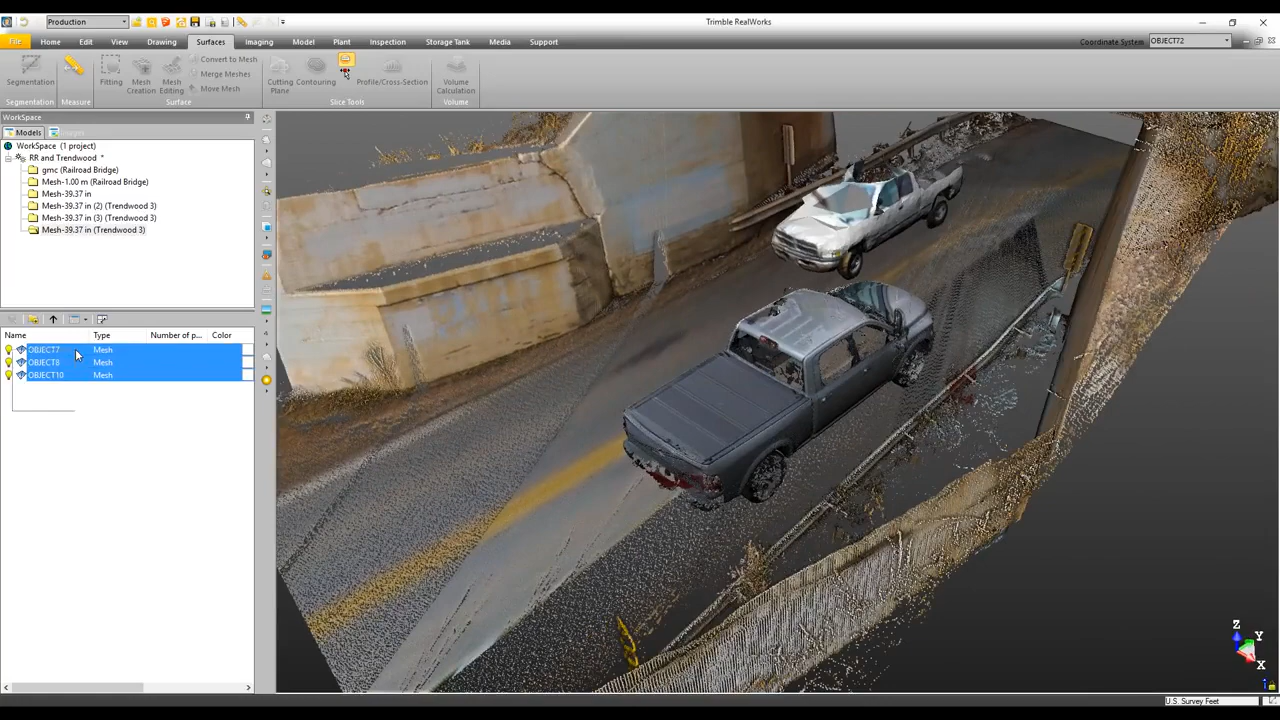 Production
Trimble RealWorks
File Home Edit View Drawing Surfaces Imaging Model Plant Inspection Storage Tank Media Support
Coordinate System OBJECT72
Segmentation
Fitting
Mesh Creation
Mesh Editing
Convert to Mesh
Merge Meshes
Move Mesh
Cutting Plane
Contouring
Profile/Cross-Section
Volume Calculation
Segmentation Measure Surface Slice Tools Volume
WorkSpace
Models
WorkSpace (1 project)
RR and Trendwood *
gmc (Railroad Bridge)
Mesh-1.00 m (Railroad Bridge)
Mesh-39.37 in
Mesh-39.37 in (2) (Trendwood 3)
Mesh-39.37 in (3) (Trendwood 3)
Mesh-39.37 in (Trendwood 3)
Name Type Number of p... Color
OBJECT7 Mesh
OBJECT8 Mesh
OBJECT10 Mesh
Z
Y
X
U.S. Survey Feet